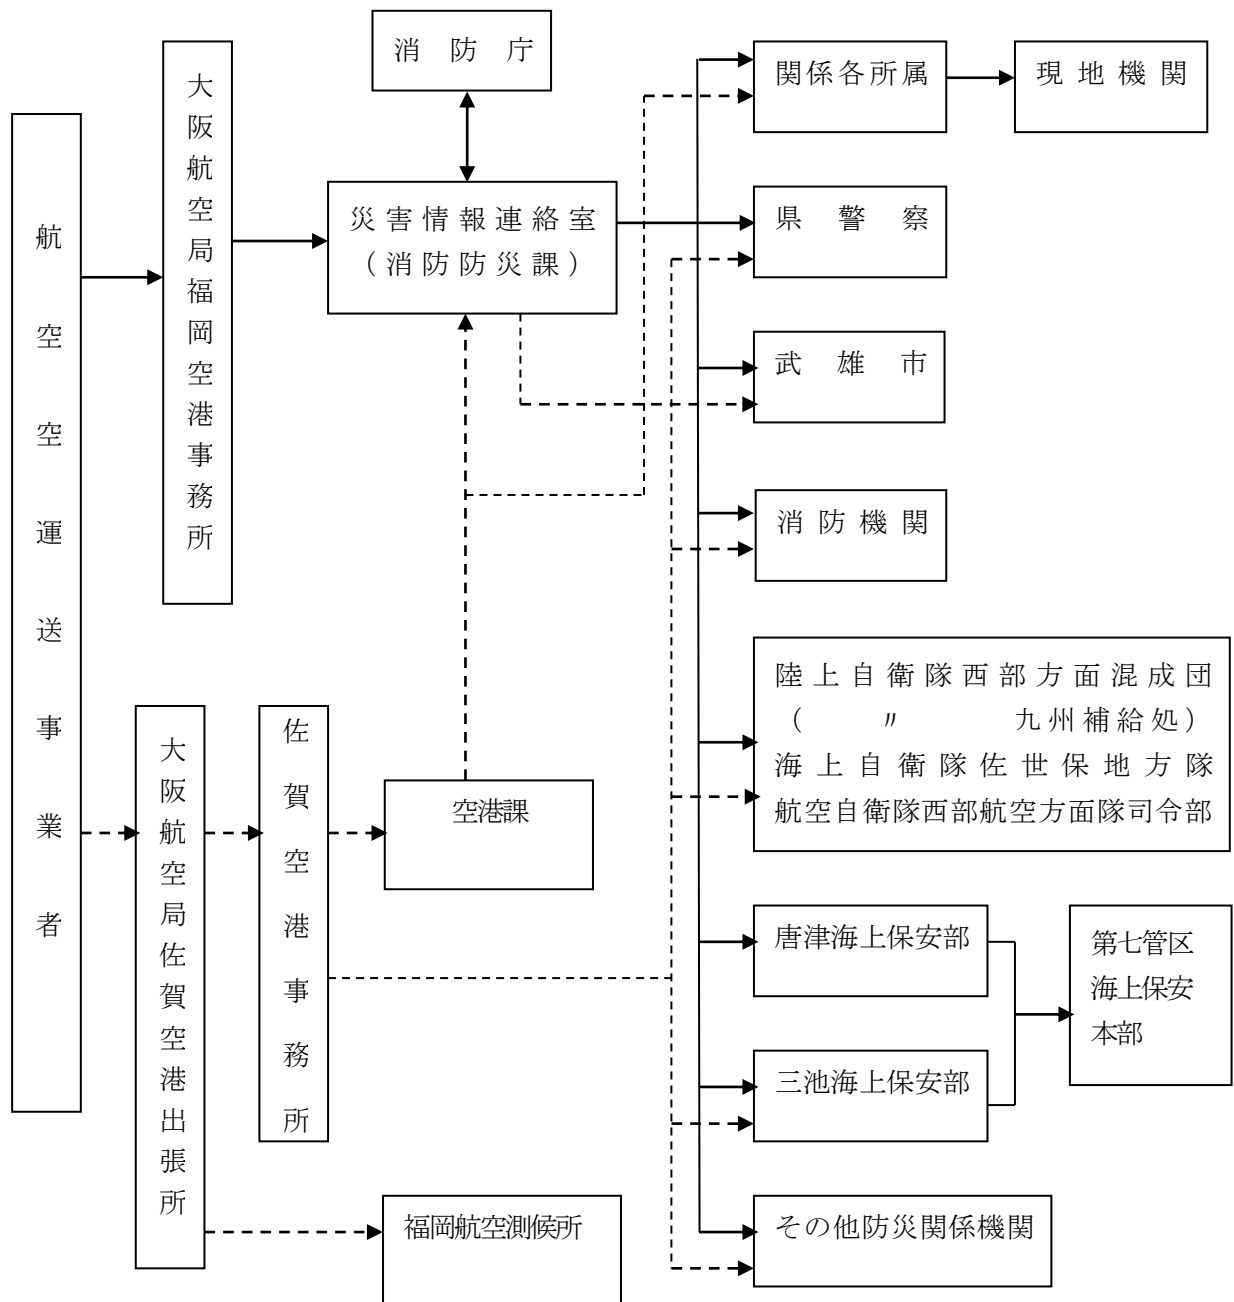 航空運送事業者
大阪航空局福岡空港事務所
消防庁
災害情報連絡室
（消防防災課）
大阪航空局佐賀空港出張所
佐賀空港事務所
空港課
福岡航空測候所
関係各所属
現地機関
県警察
武雄市
消防機関
陸上自衛隊西部方面混成団
（　〃　九州補給処）
海上自衛隊佐世保地方隊
航空自衛隊西部航空方面隊司令部
唐津海上保安部
三池海上保安部
第七管区
海上保安
本部
その他防災関係機関